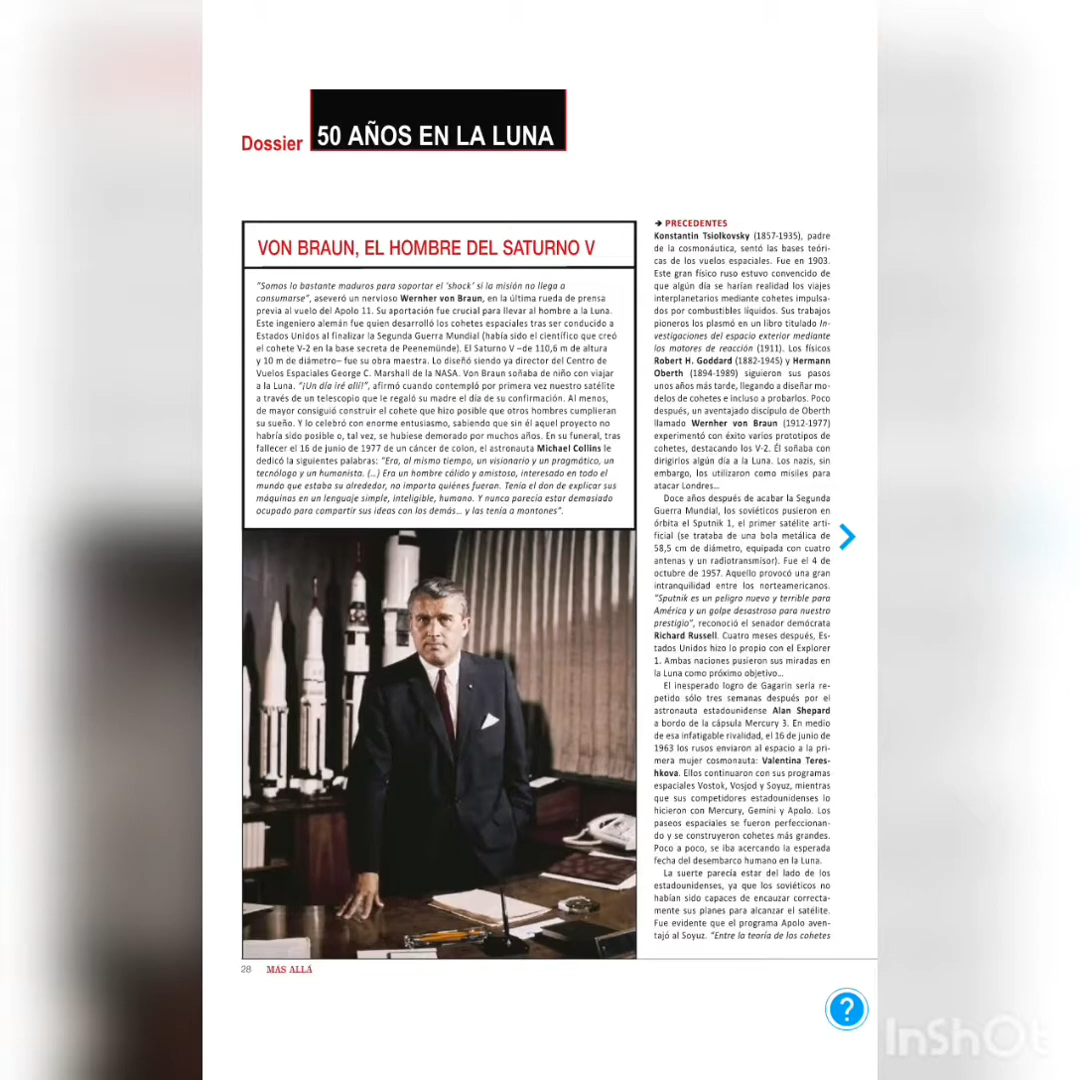 Dossier 50 AÑOS EN LA LUNA
VON BRAUN, EL HOMBRE DEL SATURNO V
“Somos lo bastante maduros para soportar el ‘shock’ si la misión no llega a
consumarse”, aseveró un nervioso Wernher von Braun, en la última rueda de prensa
previa al vuelo del Apolo 11. Su aportación fue crucial para llevar al hombre a la Luna.
Este ingeniero alemán fue quien desarrolló los cohetes espaciales tras ser conducido a
Estados Unidos al finalizar la Segunda Guerra Mundial (había sido el científico que creó
el cohete V-2 en la base secreta de Peenemünde). El Saturno V –de 110,6 m de altura
y 10 m de diámetro– fue su obra maestra. Lo diseñó siendo ya director del Centro de
Vuelos Espaciales George C. Marshall de la NASA. Von Braun soñaba de niño con viajar
a la Luna. “¡Un día iré allí!”, afirmó cuando contempló por primera vez nuestro satélite
a través de un telescopio que le regaló su madre el día de su confirmación. Al menos,
de mayor consiguió construir el cohete que hizo posible que otros hombres cumplieran
su sueño. Y lo celebró con enorme entusiasmo, sabiendo que sin él aquel proyecto no
habría sido posible o, tal vez, se hubiese demorado por muchos años. En su funeral, tras
fallecer el 16 de junio de 1977 de un cáncer de colon, el astronauta Michael Collins le
dedicó la siguientes palabras: “Era, al mismo tiempo, un visionario y un pragmático, un
tecnólogo y un humanista. (...) Era un hombre cálido y amistoso, interesado en todo el
mundo que estaba su alrededor, no importa quiénes fueran. Tenía el don de explicar sus
máquinas en un lenguaje simple, inteligible, humano. Y nunca parecía estar demasiado
ocupado para compartir sus ideas con los demás… y las tenía a montones”.
➔ PRECEDENTES
Konstantin Tsiolkovsky (1857-1935), padre
de la cosmonáutica, sentó las bases teóri-
cas de los vuelos espaciales. Fue en 1903.
Este gran físico ruso estuvo convencido de
que algún día se harían realidad los viajes
interplanetarios mediante cohetes impulsa-
dos por combustibles líquidos. Sus trabajos
pioneros los plasmó en un libro titulado In-
vestigaciones del espacio exterior mediante
los motores de reacción (1911). Los físicos
Robert H. Goddard (1882-1945) y Hermann
Oberth (1894-1989) siguieron sus pasos
unos años más tarde, llegando a diseñar mo-
delos de cohetes e incluso a probarlos. Poco
después, un aventajado discípulo de Oberth
llamado Wernher von Braun (1912-1977)
experimentó con éxito varios prototipos de
cohetes, destacando los V-2. Él soñaba con
dirigirlos algún día a la Luna. Los nazis, sin
embargo, los utilizaron como misiles para
atacar Londres…
Doce años después de acabar la Segunda
Guerra Mundial, los soviéticos pusieron en
órbita el Sputnik 1, el primer satélite arti-
ficial (se trataba de una bola metálica de
58,5 cm de diámetro, equipada con cuatro
antenas y un radiotransmisor). Fue el 4 de
octubre de 1957. Aquello provocó una gran
intranquilidad entre los norteamericanos.
“Sputnik es un peligro nuevo y terrible para
América y un golpe desastroso para nuestro
prestigio”, reconoció el senador demócrata
Richard Russell. Cuatro meses después, Es-
tados Unidos hizo lo propio con el Explorer
1. Ambas naciones pusieron sus miradas en
la Luna como próximo objetivo…
El inesperado logro de Gagarin sería re-
petido sólo tres semanas después por el
astronauta estadounidense Alan Shepard
a bordo de la cápsula Mercury 3. En medio
de esa infatigable rivalidad, el 16 de junio de
1963 los rusos enviaron al espacio a la pri-
mera mujer cosmonauta: Valentina Teres-
hkova. Ellos continuaron con sus programas
espaciales Vostok, Vosjod y Soyuz, mientras
que sus competidores estadounidenses lo
hicieron con Mercury, Gemini y Apolo. Los
paseos espaciales se fueron perfeccionan-
do y se construyeron cohetes más grandes.
Poco a poco, se iba acercando la esperada
fecha del desembarco humano en la Luna.
La suerte parecía estar del lado de los
estadounidenses, ya que los soviéticos no
habían sido capaces de encauzar correcta-
mente sus planes para alcanzar el satélite.
Fue evidente que el programa Apolo aven-
tajó al Soyuz. “Entre la teoría de los cohetes
28 MÁS ALLÁ
?
InShOt